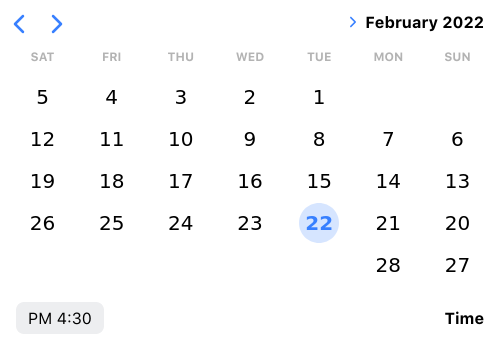 February 2022
SAT FRI THU WED TUE MON SUN
5 4 3 2 1
12 11 10 9 8 7 6
19 18 17 16 15 14 13
26 25 24 23 22 21 20
28 27
PM 4:30 Time